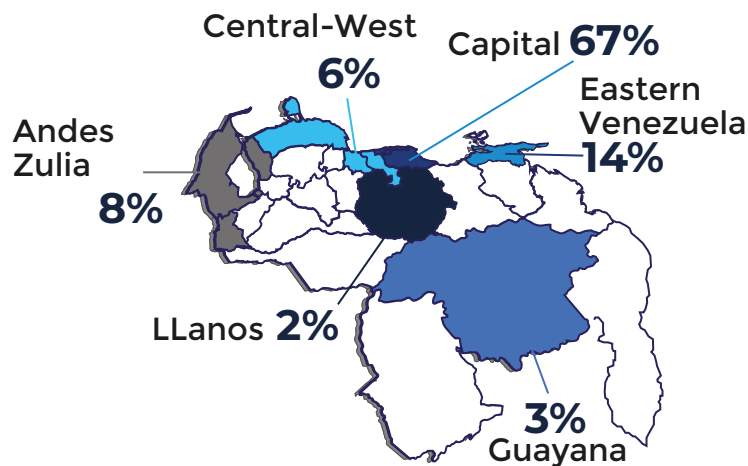 Central-West
6%
Capital 67%
Eastern
Venezuela
14%
Andes
Zulia
8%
LLanos 2%
3%
Guayana